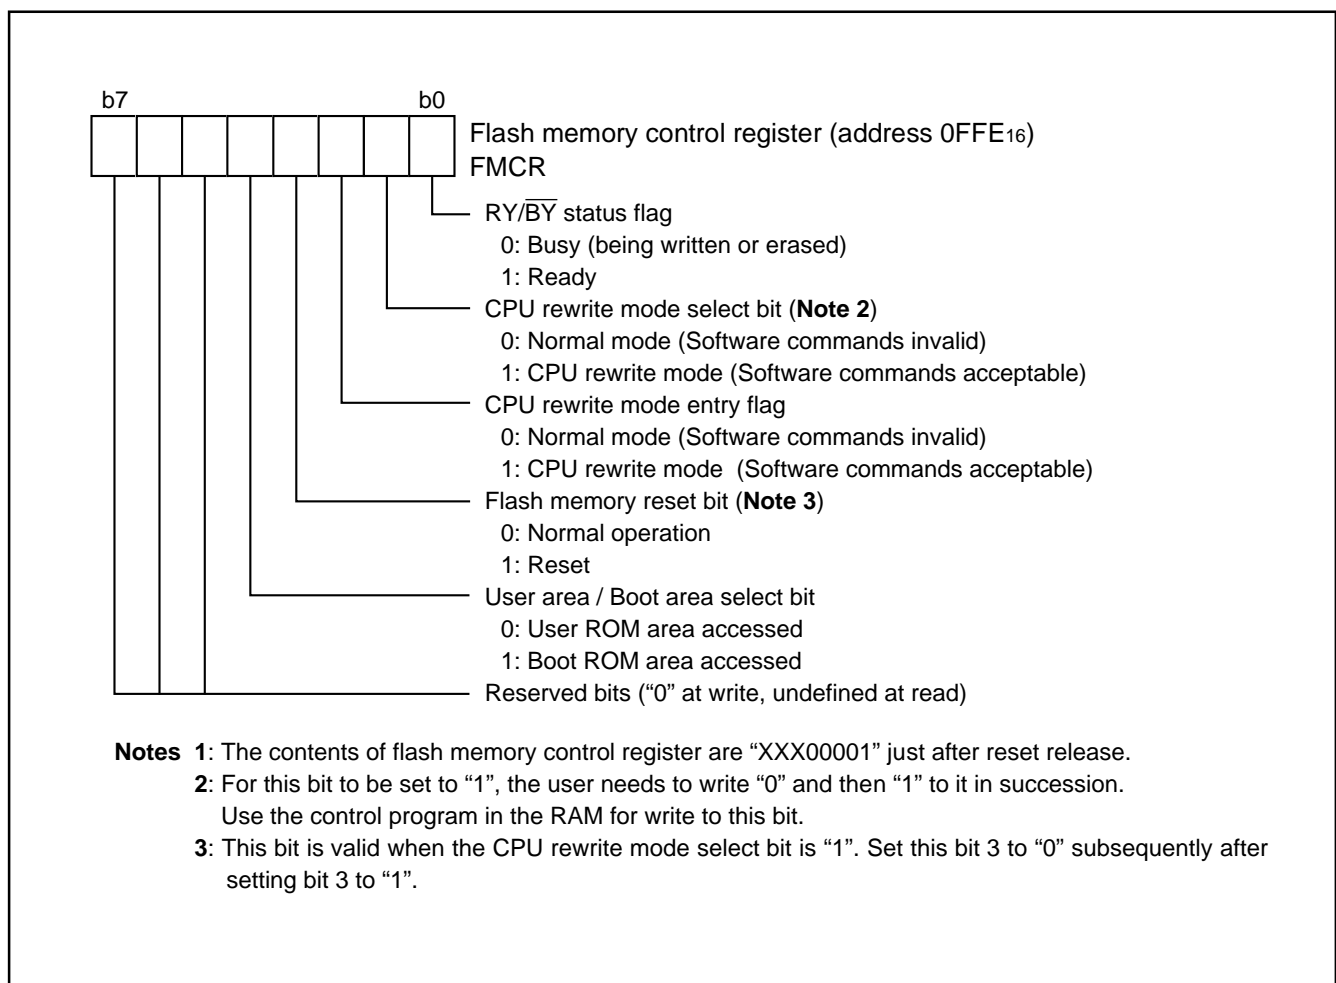 b7 b0
Flash memory control register (address 0FFE16)
FMCR
RY/BY status flag
0: Busy (being written or erased)
1: Ready
CPU rewrite mode select bit (Note 2)
0: Normal mode (Software commands invalid)
1: CPU rewrite mode (Software commands acceptable)
CPU rewrite mode entry flag
0: Normal mode (Software commands invalid)
1: CPU rewrite mode (Software commands acceptable)
Flash memory reset bit (Note 3)
0: Normal operation
1: Reset
User area / Boot area select bit
0: User ROM area accessed
1: Boot ROM area accessed
Reserved bits (“0” at write, undefined at read)
Notes 1: The contents of flash memory control register are “XXX00001” just after reset release.
2: For this bit to be set to “1”, the user needs to write “0” and then “1” to it in succession.
Use the control program in the RAM for write to this bit.
3: This bit is valid when the CPU rewrite mode select bit is “1”. Set this bit 3 to “0” subsequently after
setting bit 3 to “1”.